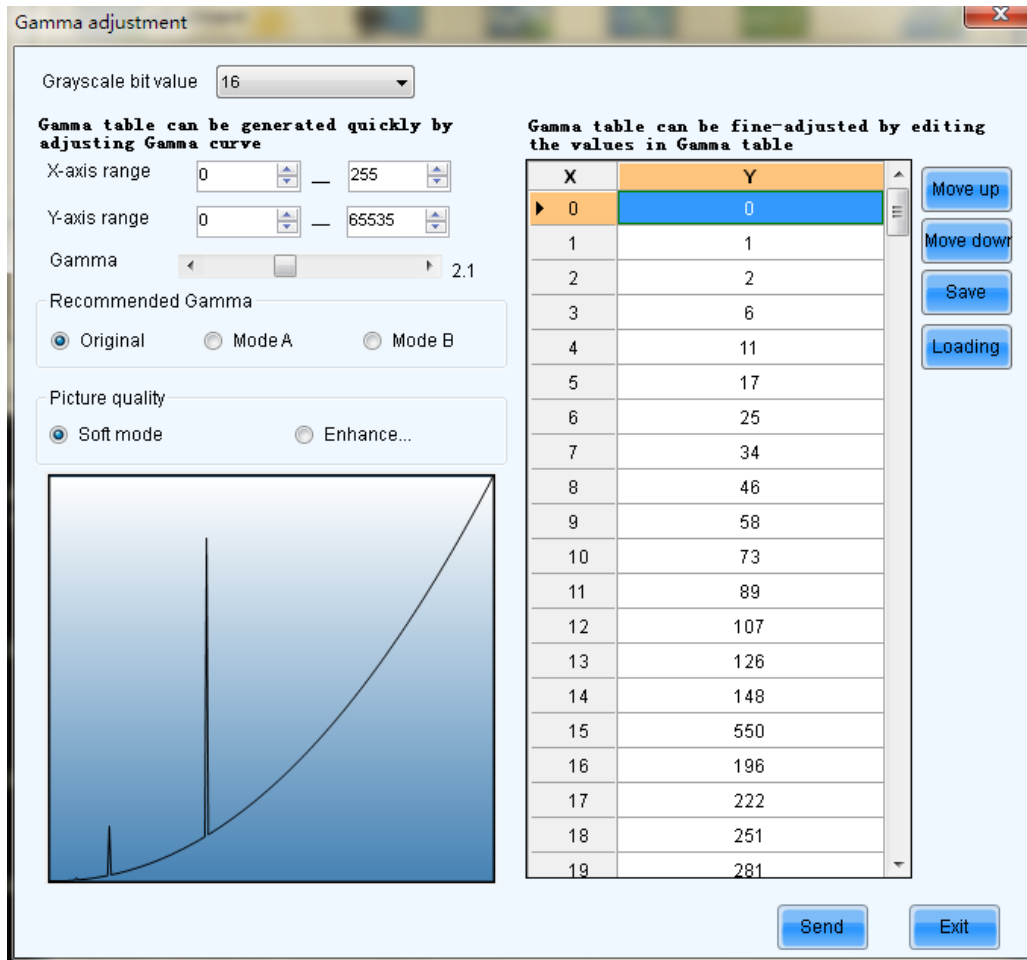 Gamma adjustment
x
Grayscale bit value 16
Gamma table can be generated quickly by
adjusting Gamma curve
X-axis range 0 — 255
Y-axis range 0 — 65535
Gamma 2.1
Recommended Gamma
Original Mode A Mode B
Picture quality
Soft mode Enhance...
Gamma table can be fine-adjusted by editing
the values in Gamma table
X Y
0 0
1 1
2 2
3 6
4 11
5 17
6 25
7 34
8 46
9 58
10 73
11 89
12 107
13 126
14 148
15 550
16 196
17 222
18 251
19 281
Move up
Move down
Save
Loading
Send Exit